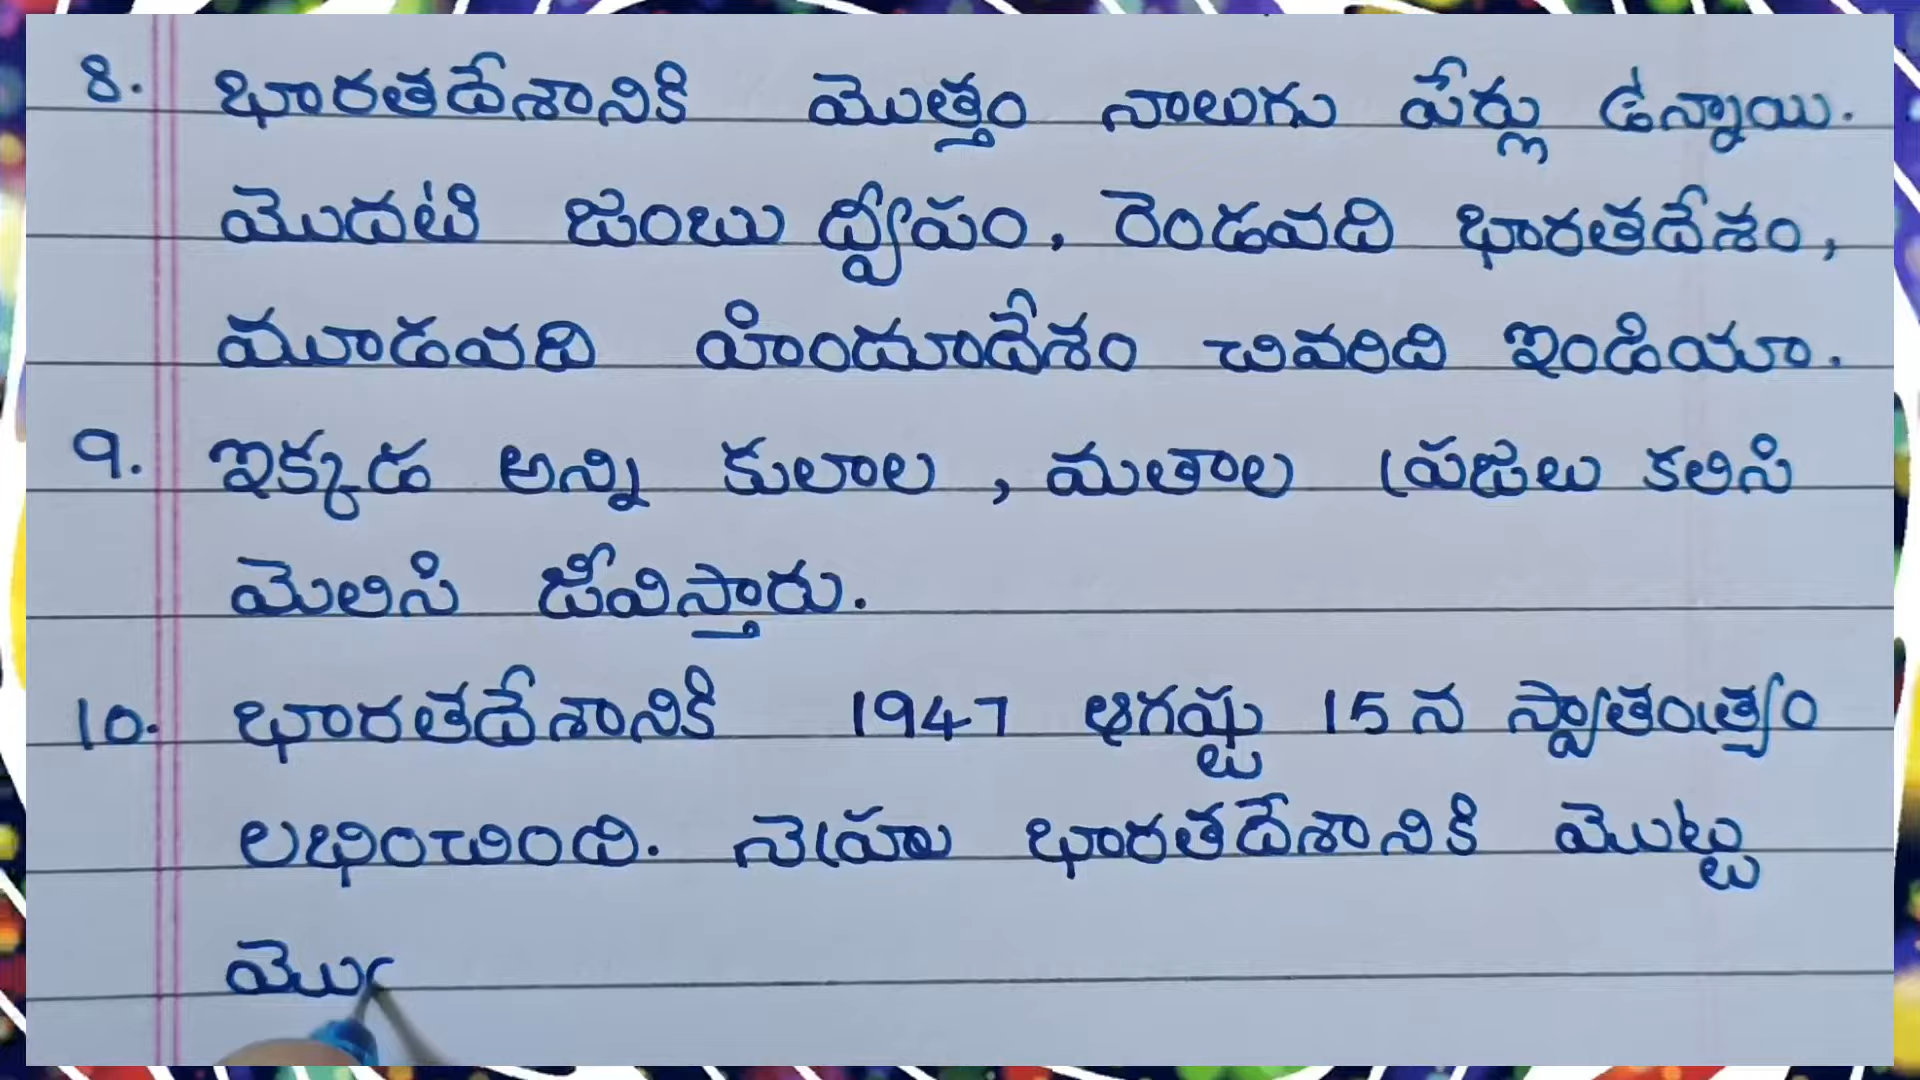 8. భారతదేశానికి మొత్తం నాలుగు పేర్లు ఉన్నాయి.
మొదటి జంబు ద్వీపం, రెండవది భారతదేశం,
మూడవది హిందూదేశం చివరిది ఇండియా.
9. ఇక్కడ అన్ని కులాల , మతాల ప్రజలు కలిసి
మెలిసి జీవిస్తారు.
10. భారతదేశానికి 1947 ఆగష్టు 15 న స్వాతంత్ర్యం
లభించింది. నెహ్రు భారతదేశానికి మొట్టు